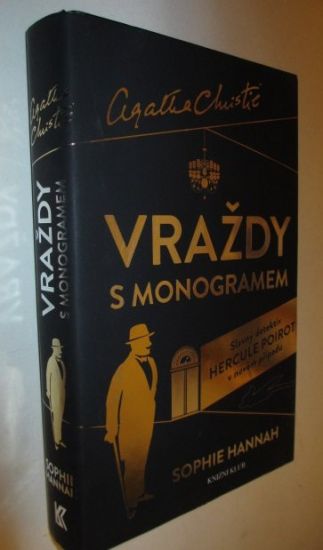 Agatha Christie
VRAŽDY
S MONOGRAMEM
Slavný detektiv
HERCULE POIROT
v novém případu
SOPHIE HANNAH
KNIŽNÍ KLUB
Agatha
Christie
VRAŽDY
S MONOGRAMEM
SOPHIE
HANNAH
K